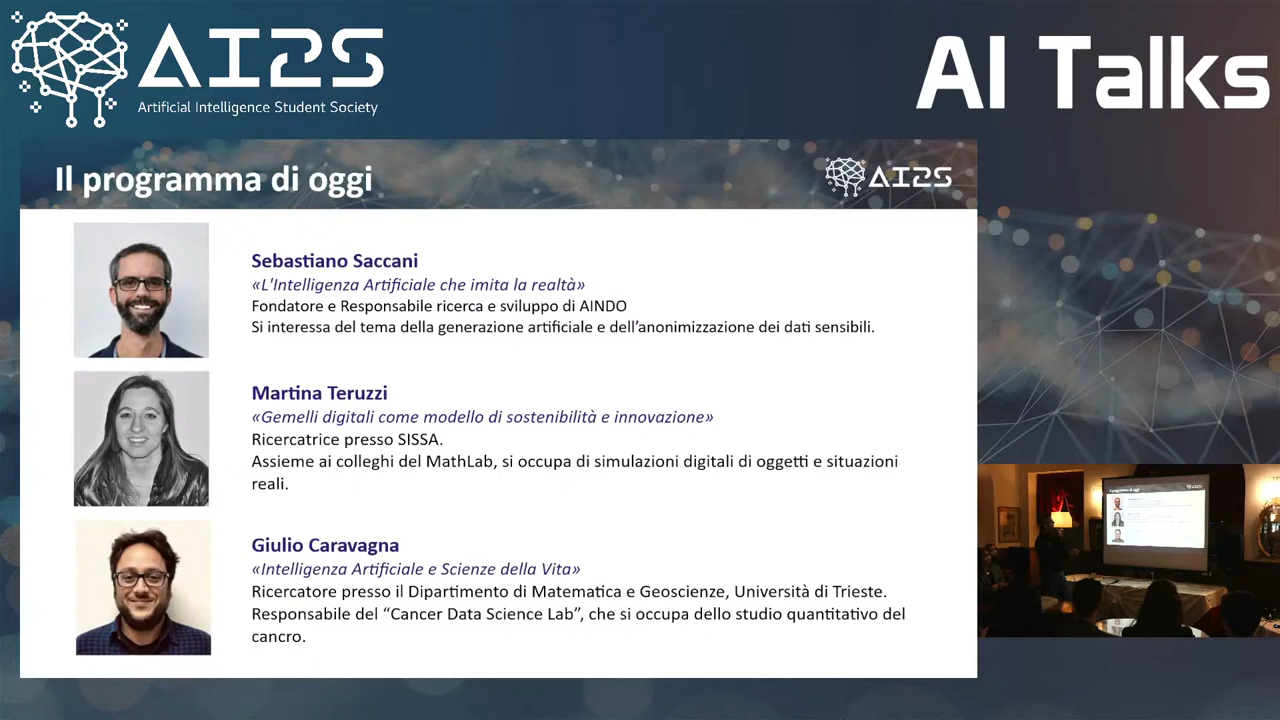 AI2S
Artificial Intelligence Student Society
AI Talks
Il programma di oggi
AI2S
Sebastiano Saccani
«L'Intelligenza Artificiale che imita la realtà»
Fondatore e Responsabile ricerca e sviluppo di AINDO
Si interessa del tema della generazione artificiale e dell’anonimizzazione dei dati sensibili.
Martina Teruzzi
«Gemelli digitali come modello di sostenibilità e innovazione»
Ricercatrice presso SISSA.
Assieme ai colleghi del MathLab, si occupa di simulazioni digitali di oggetti e situazioni
reali.
Giulio Caravagna
«Intelligenza Artificiale e Scienze della Vita»
Ricercatore presso il Dipartimento di Matematica e Geoscienze, Università di Trieste.
Responsabile del “Cancer Data Science Lab”, che si occupa dello studio quantitativo del
cancro.
Il programma di oggi